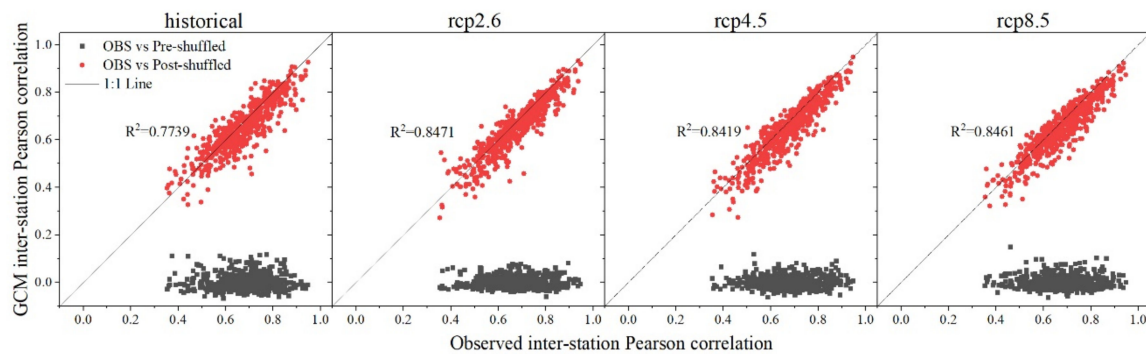 historical
rcp2.6
rcp4.5
rcp8.5
GCM inter-station Pearson correlation
1.0
0.8
0.6
0.4
0.2
0.0
OBS vs Pre-shuffled
OBS vs Post-shuffled
1:1 Line
R²=0.7739
R²=0.8471
R²=0.8419
R²=0.8461
0.0 0.2 0.4 0.6 0.8 1.0
0.0 0.2 0.4 0.6 0.8 1.0
0.0 0.2 0.4 0.6 0.8 1.0
0.0 0.2 0.4 0.6 0.8 1.0
Observed inter-station Pearson correlation